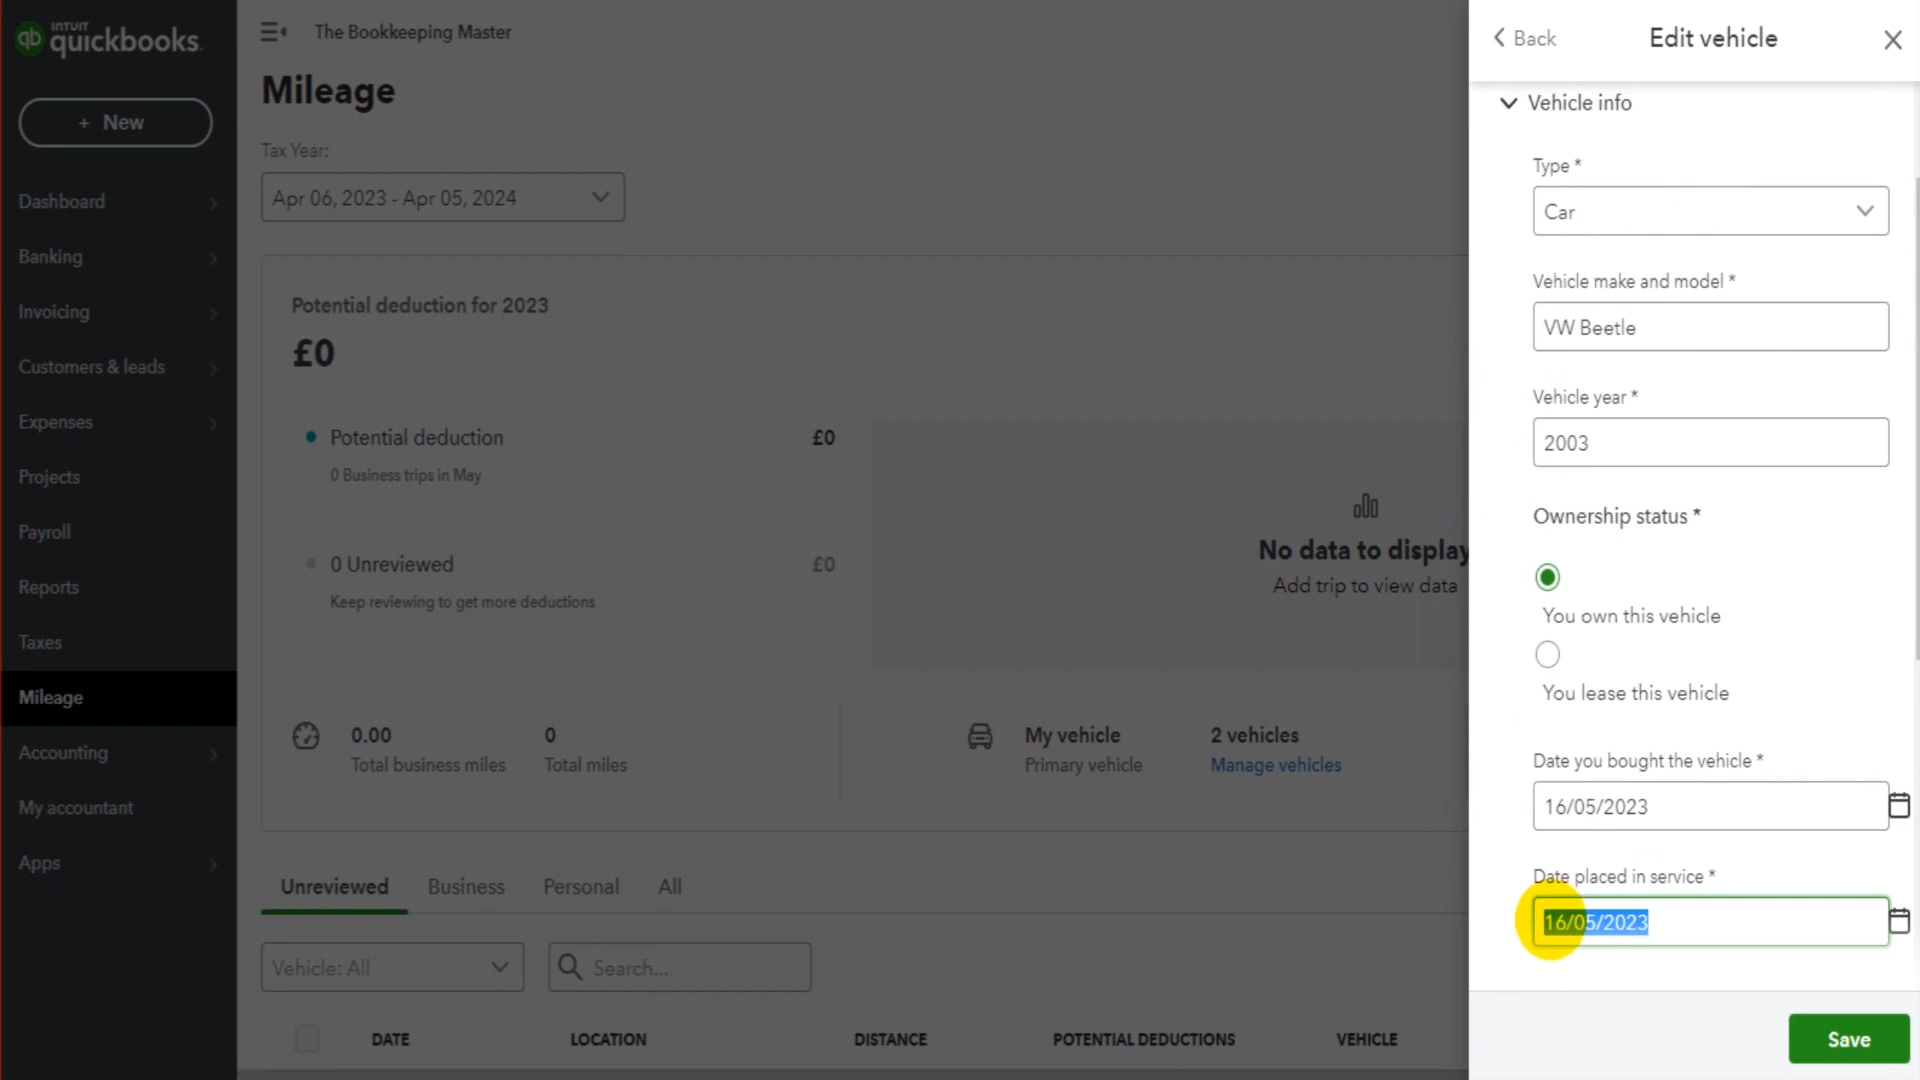 INTUIT
quickbooks.
+ New
Dashboard
Banking
Invoicing
Customers & leads
Expenses
Projects
Payroll
Reports
Taxes
Mileage
Accounting
My accountant
Apps
The Bookkeeping Master
Mileage
Tax Year:
Apr 06, 2023 - Apr 05, 2024
Potential deduction for 2023
£0
Potential deduction £0
0 Business trips in May
0 Unreviewed £0
Keep reviewing to get more deductions
No data to display
Add trip to view data
0.00 0 My vehicle 2 vehicles
Total business miles Total miles Primary vehicle Manage vehicles
Unreviewed Business Personal All
Vehicle: All Search...
DATE LOCATION DISTANCE POTENTIAL DEDUCTIONS VEHICLE
Back Edit vehicle
Vehicle info
Type *
Car
Vehicle make and model *
VW Beetle
Vehicle year *
2003
Ownership status *
You own this vehicle
You lease this vehicle
Date you bought the vehicle *
16/05/2023
Date placed in service *
16/05/2023
Save